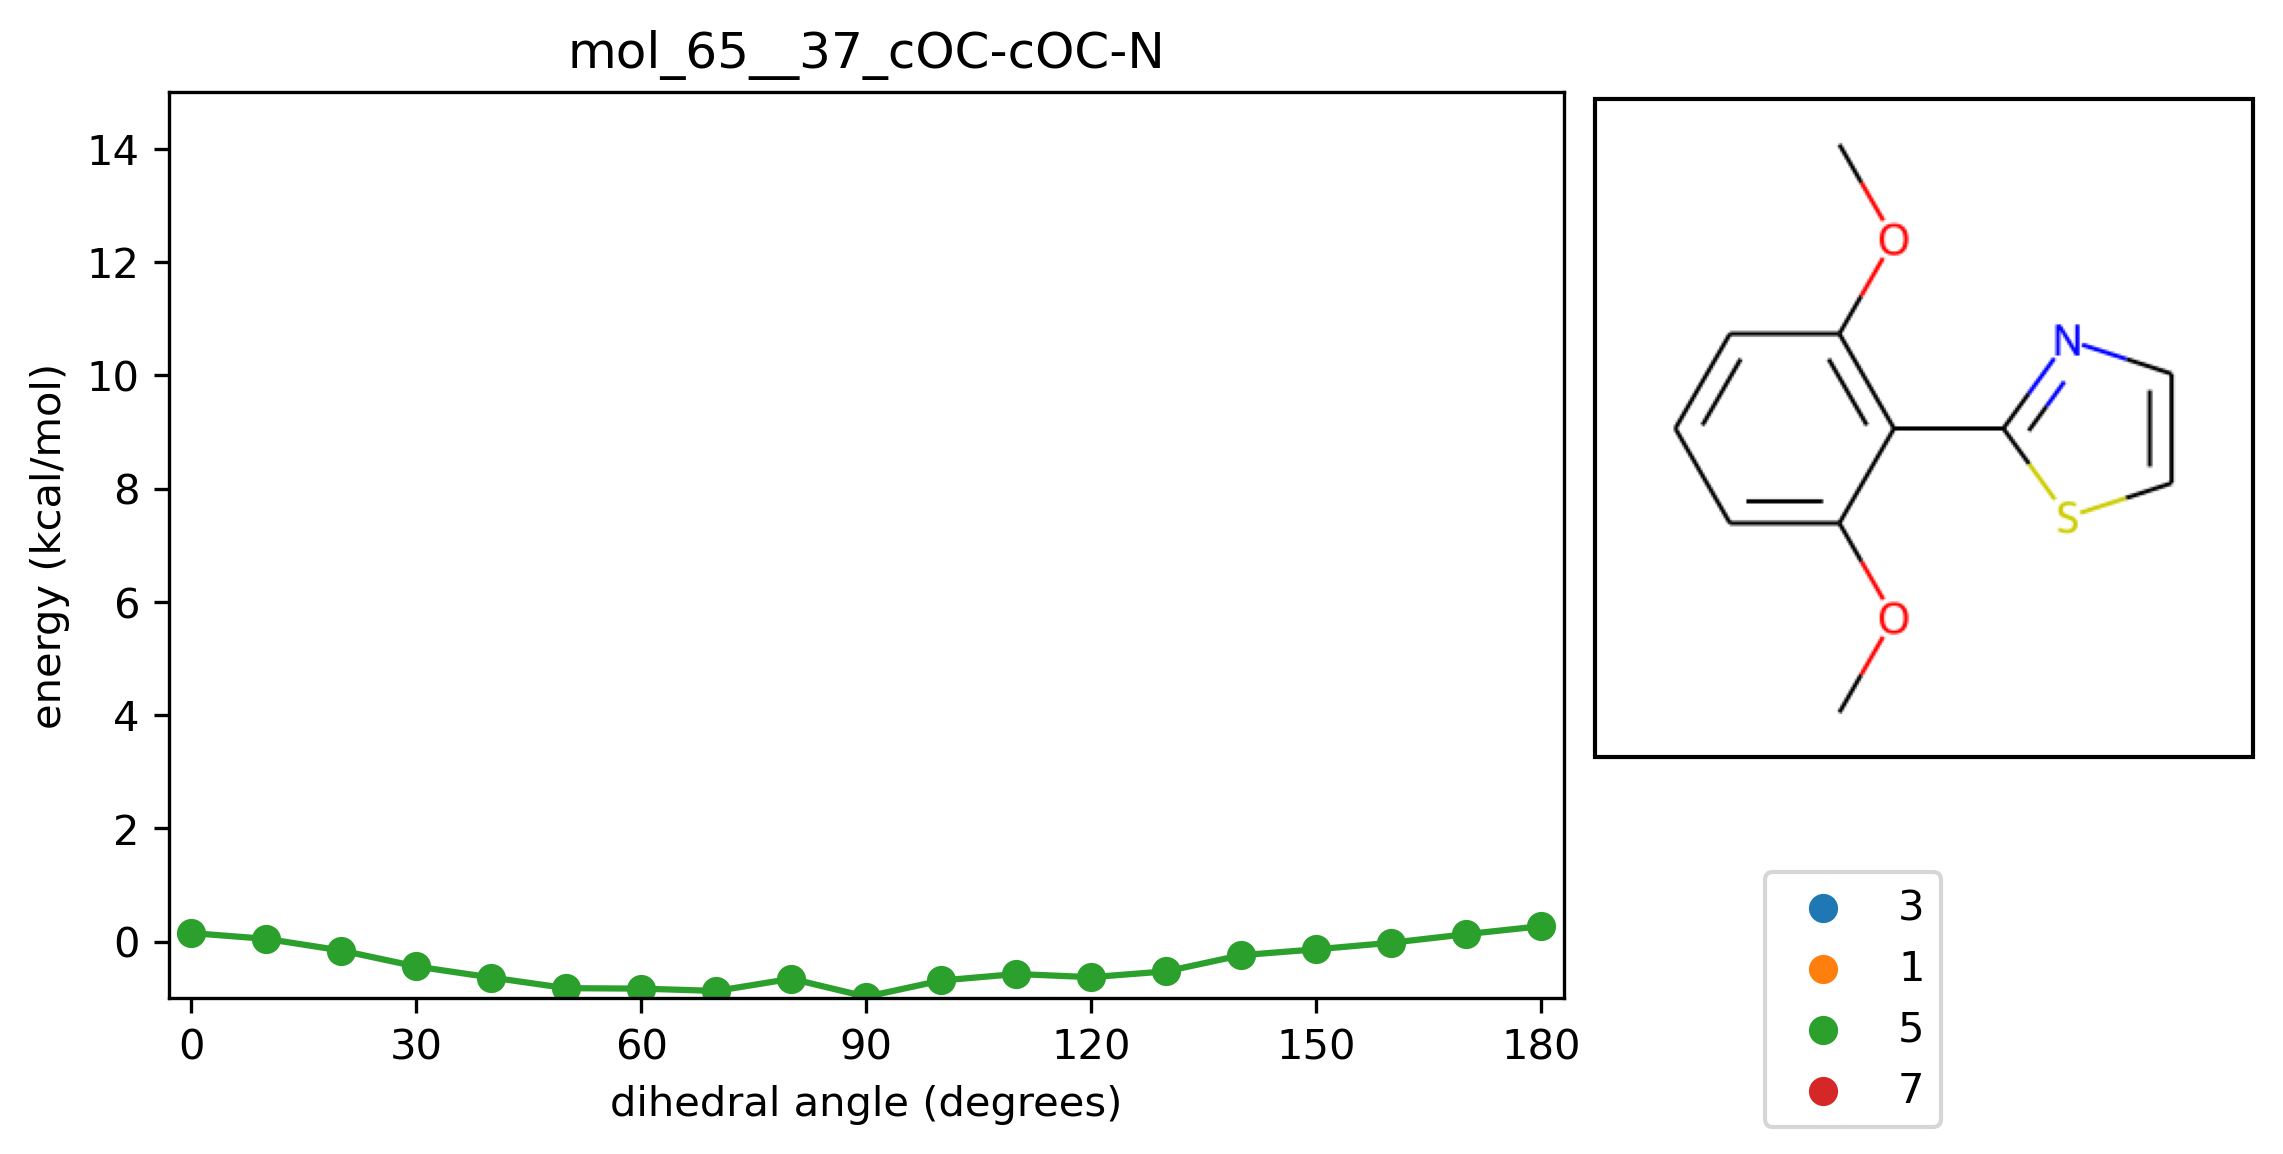 mol_65__37_cOC-cOC-N
energy (kcal/mol)
14
12
10
8
6
4
2
0
0 30 60 90 120 150 180
dihedral angle (degrees)
O
N
S
O
3
1
5
7